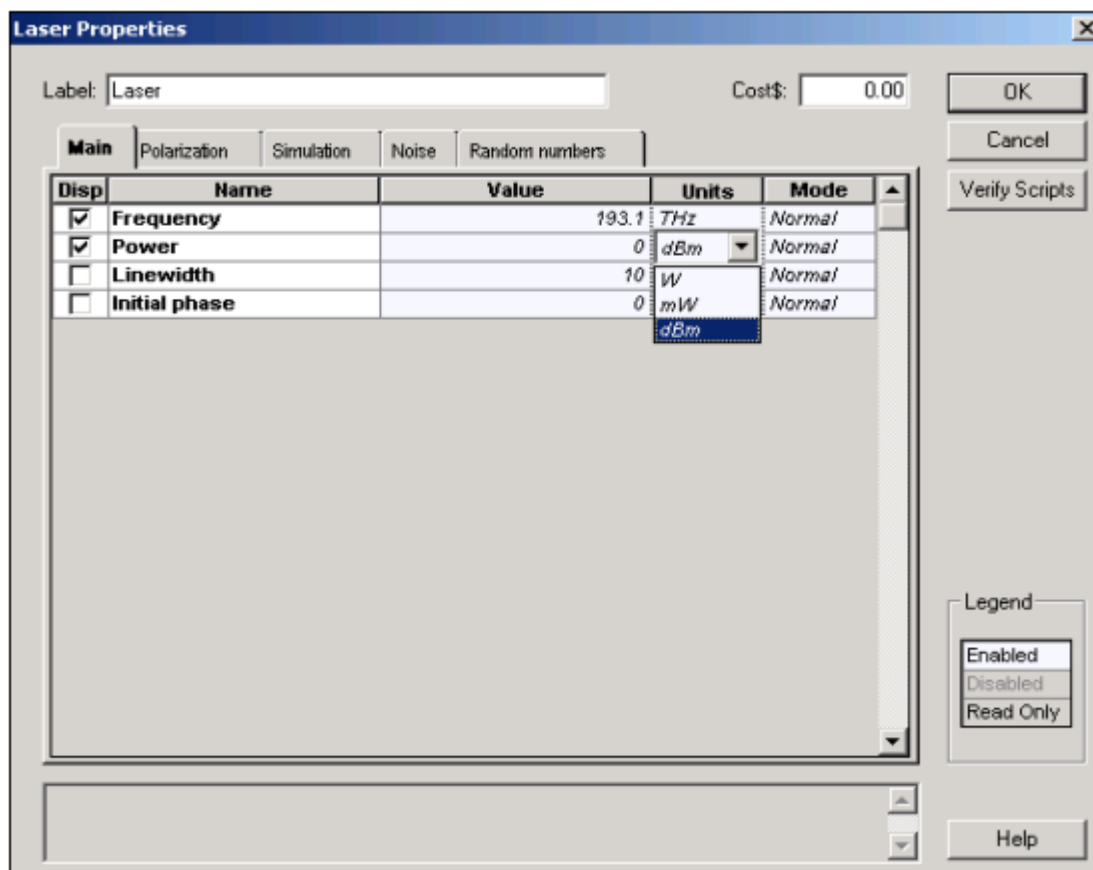 Laser Properties
Label: Laser Cost$: 0.00 OK
Main Polarization Simulation Noise Random numbers Cancel
Disp Name Value Units Mode Verify Scripts
Frequency 193.1 THz Normal
Power 0 dBm Normal
Linewidth 10 W Normal
Initial phase 0 mW Normal
dBm
Legend
Enabled
Disabled
Read Only
Help